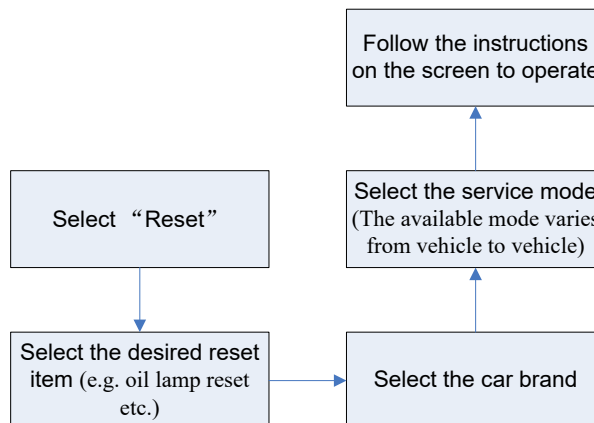 Follow the instructions
on the screen to operate
Select the service mode
(The available mode varies
from vehicle to vehicle)
Select “Reset”
Select the desired reset
item (e.g. oil lamp reset
etc.)
Select the car brand